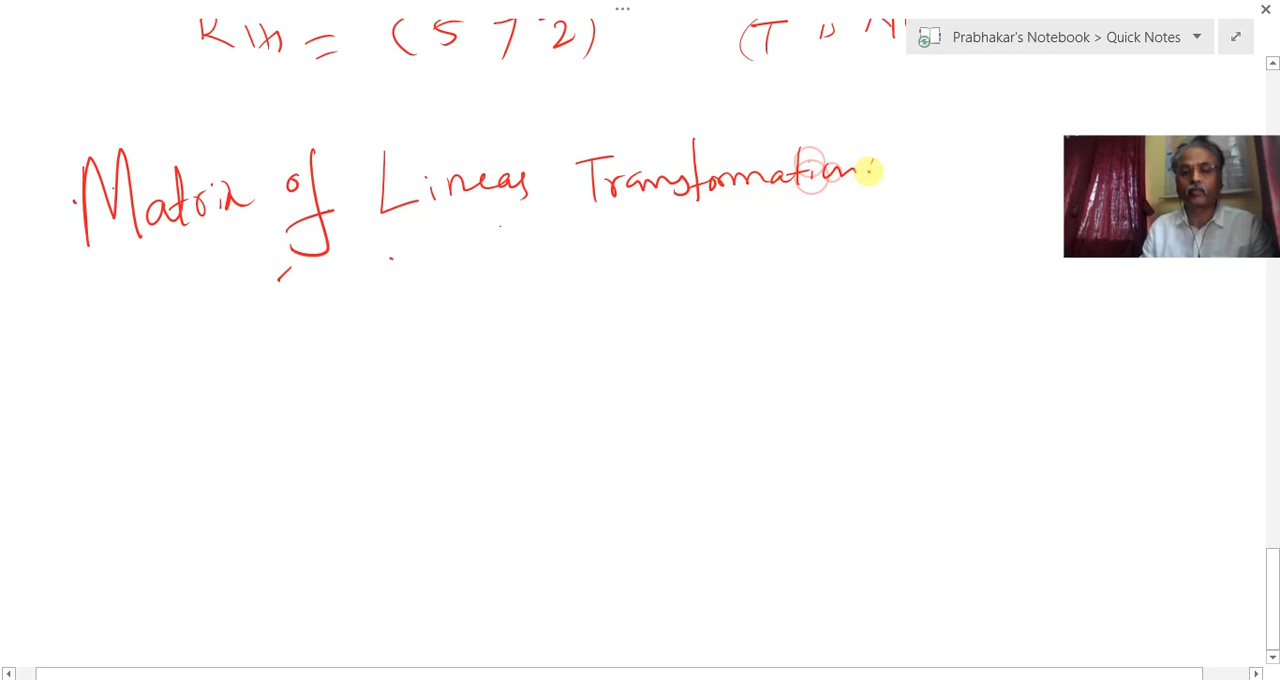 = (5 7 2)
Prabhakar's Notebook > Quick Notes
Matrix of Linear Transformation: